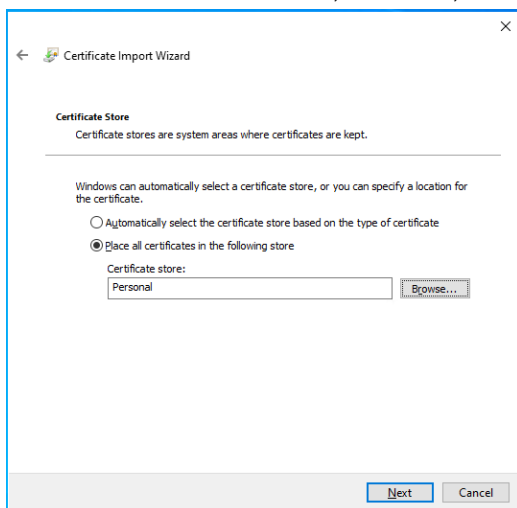 Certificate Import Wizard
Certificate Store
Certificate stores are system areas where certificates are kept.
Windows can automatically select a certificate store, or you can specify a location for
the certificate.
Automatically select the certificate store based on the type of certificate
Place all certificates in the following store
Certificate store:
Personal
Browse...
Next
Cancel